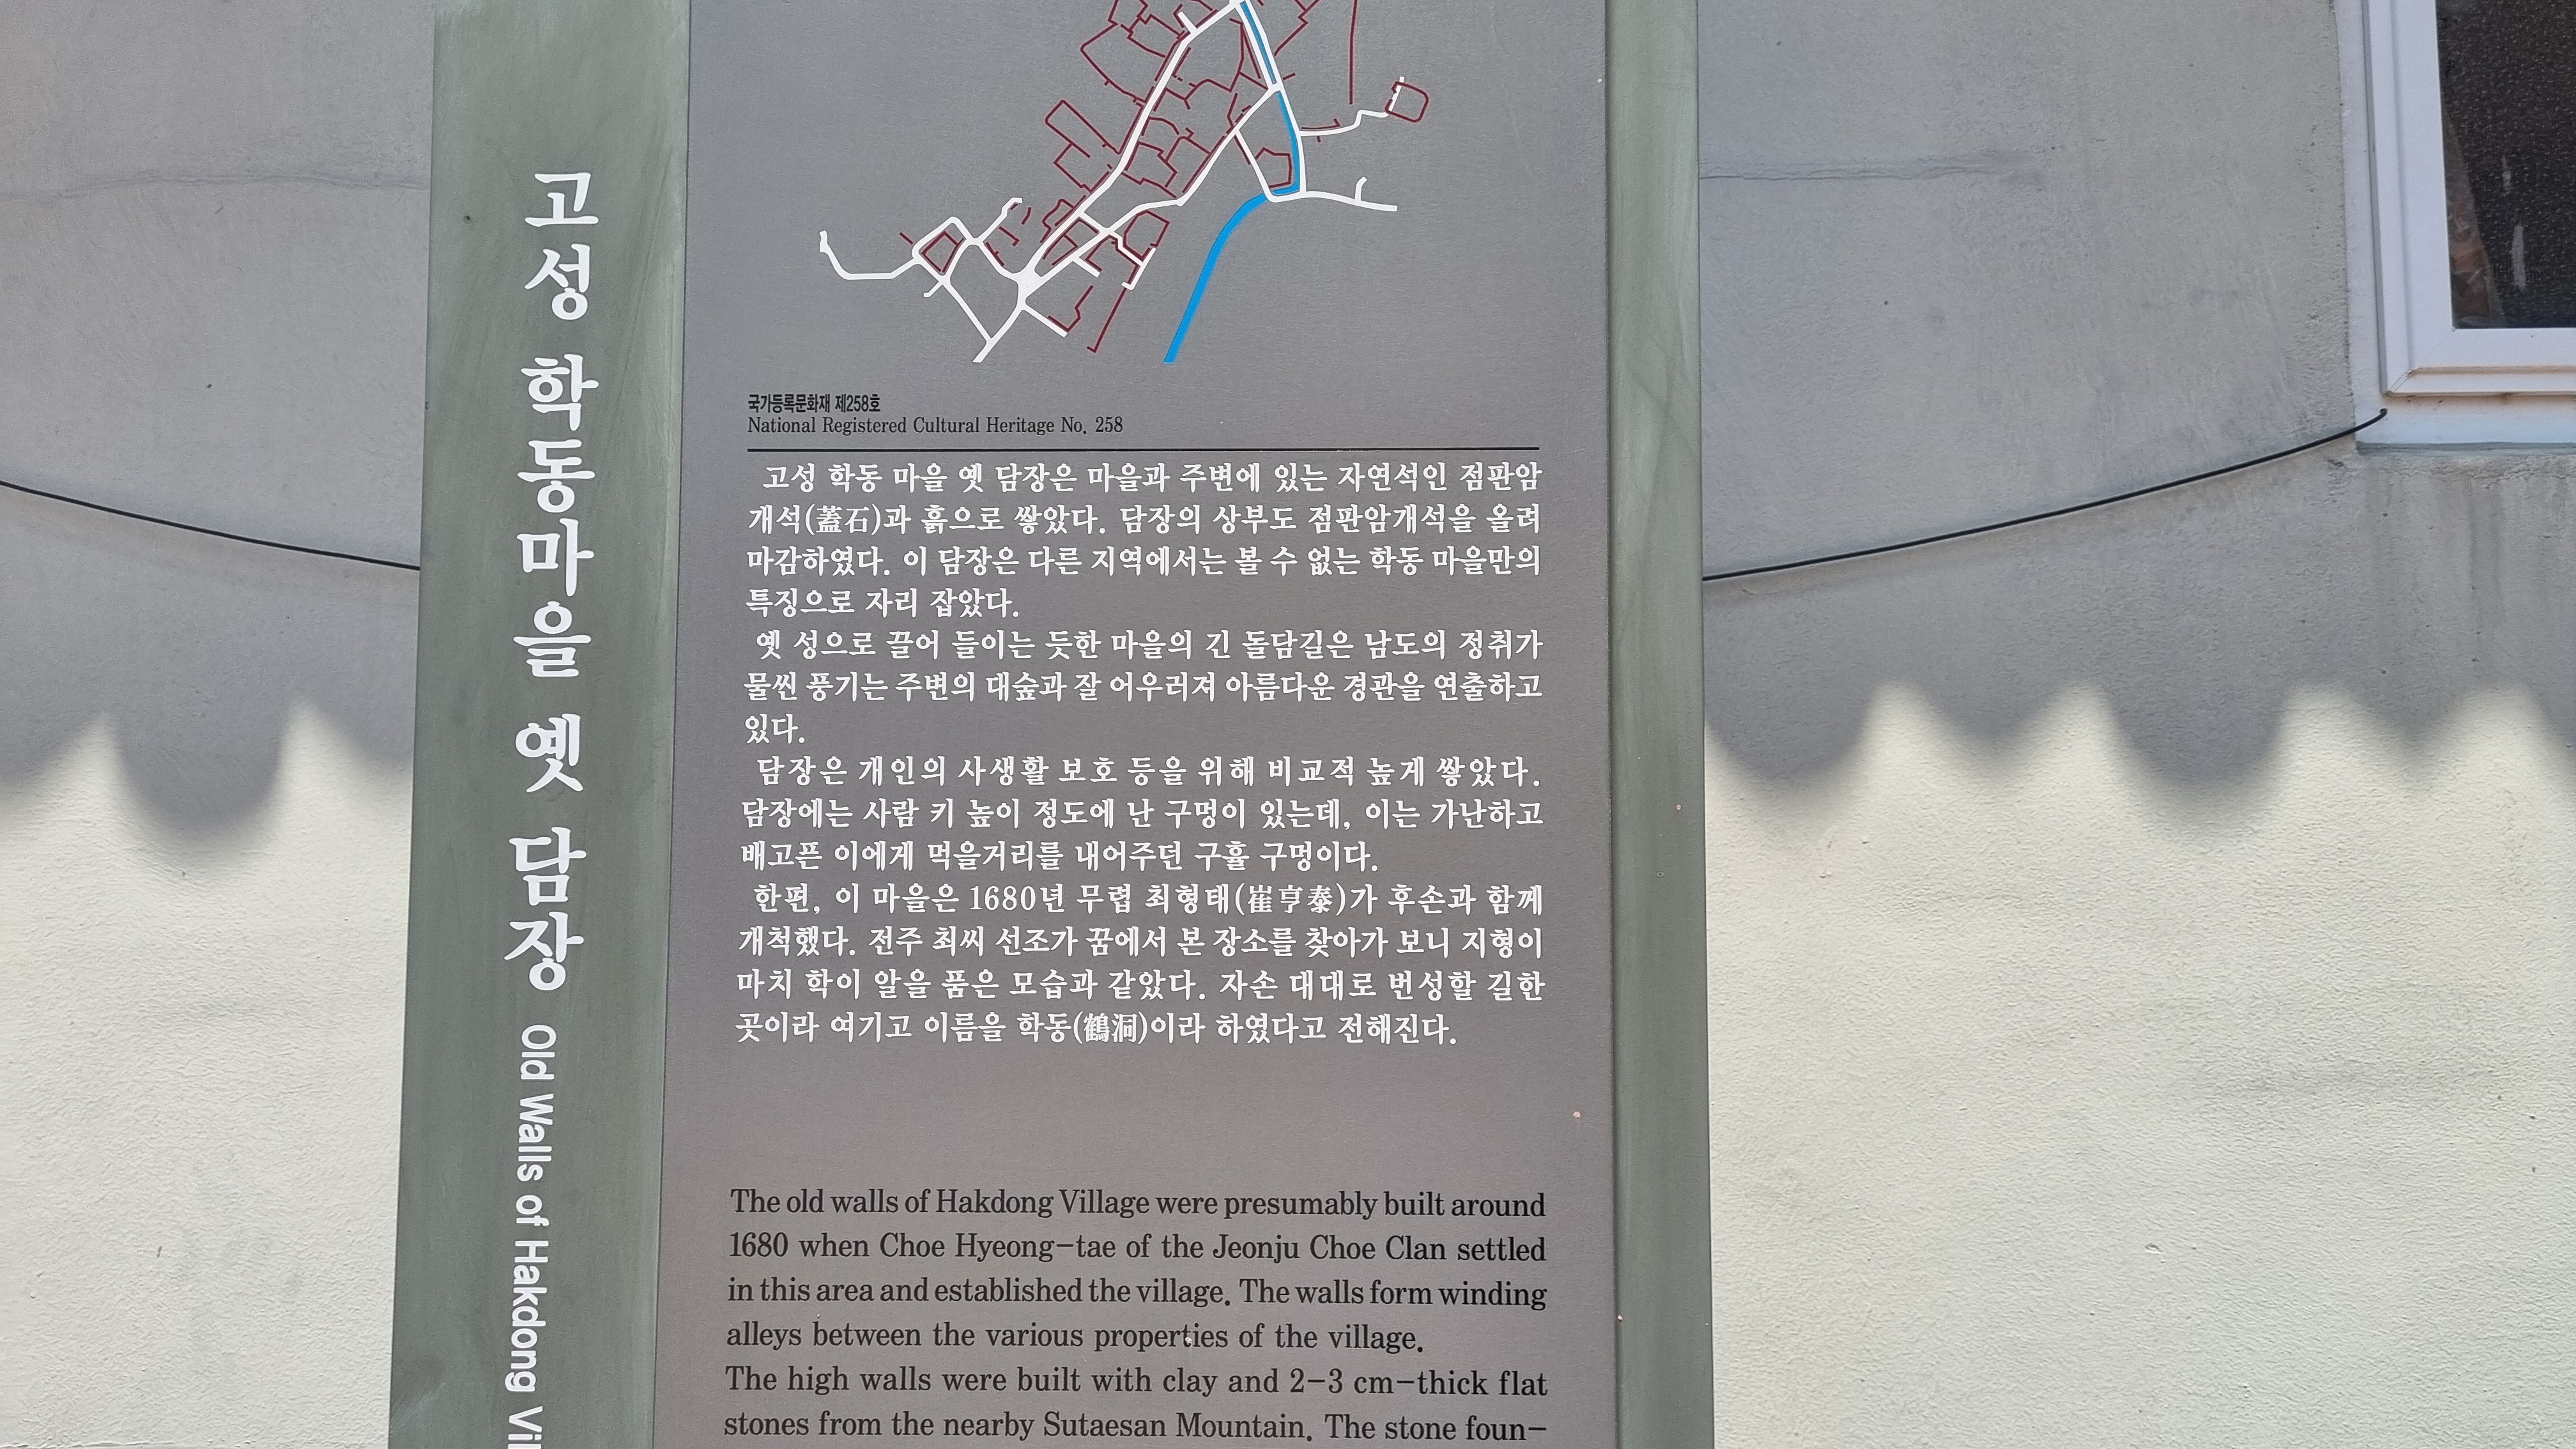 고성 학동마을 옛 담장 Old Walls of Hakdong
국가등록문화재 제258호
National Registered Cultural Heritage No. 258
고성 학동 마을 옛 담장은 마을과 주변에 있는 자연석인 점판암
개석(蓋石)과 흙으로 쌓았다. 담장의 상부도 점판암개석을 올려
마감하였다. 이 담장은 다른 지역에서는 볼 수 없는 학동 마을만의
특징으로 자리 잡았다.
옛 성으로 끌어 들이는 듯한 마을의 긴 돌담길은 남도의 정취가
물씬 풍기는 주변의 대숲과 잘 어우러져 아름다운 경관을 연출하고
있다.
담장은 개인의 사생활 보호 등을 위해 비교적 높게 쌓았다.
담장에는 사람 키 높이 정도에 난 구멍이 있는데, 이는 가난하고
배고픈 이에게 먹을거리를 내어주던 구휼 구멍이다.
한편, 이 마을은 1680년 무렵 최형태(崔亨泰)가 후손과 함께
개척했다. 전주 최씨 선조가 꿈에서 본 장소를 찾아가 보니 지형이
마치 학이 알을 품은 모습과 같았다. 자손 대대로 번성할 길한
곳이라 여기고 이름을 학동(鶴洞)이라 하였다고 전해진다.
The old walls of Hakdong Village were presumably built around
1680 when Choe Hyeong-tae of the Jeonju Choe Clan settled
in this area and established the village. The walls form winding
alleys between the various properties of the village.
The high walls were built with clay and 2-3 cm-thick flat
stones from the nearby Sutaesan Mountain. The stone foun-